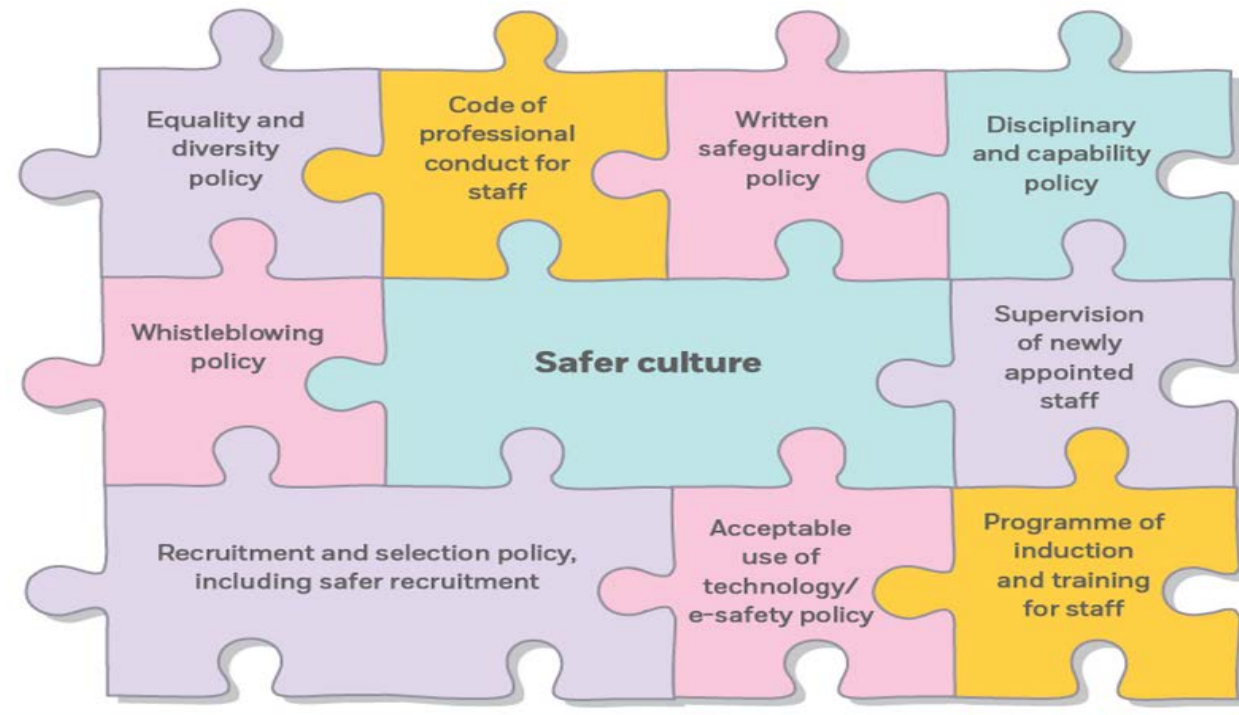 Equality and
diversity
policy
Code of
professional
conduct for
staff
Written
safeguarding
policy
Disciplinary
and capability
policy
Whistleblowing
policy
Safer culture
Supervision
of newly
appointed
staff
Recruitment and selection policy,
including safer recruitment
Acceptable
use of
technology/
e-safety policy
Programme of
induction
and training
for staff